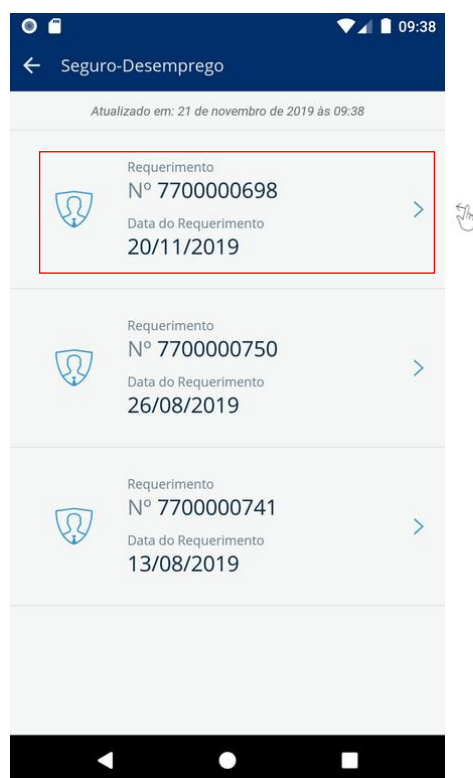 09:38
Seguro-Desemprego
Atualizado em: 21 de novembro de 2019 às 09:38
Requerimento
Nº 7700000698
Data do Requerimento
20/11/2019
Requerimento
Nº 7700000750
Data do Requerimento
26/08/2019
Requerimento
Nº 7700000741
Data do Requerimento
13/08/2019